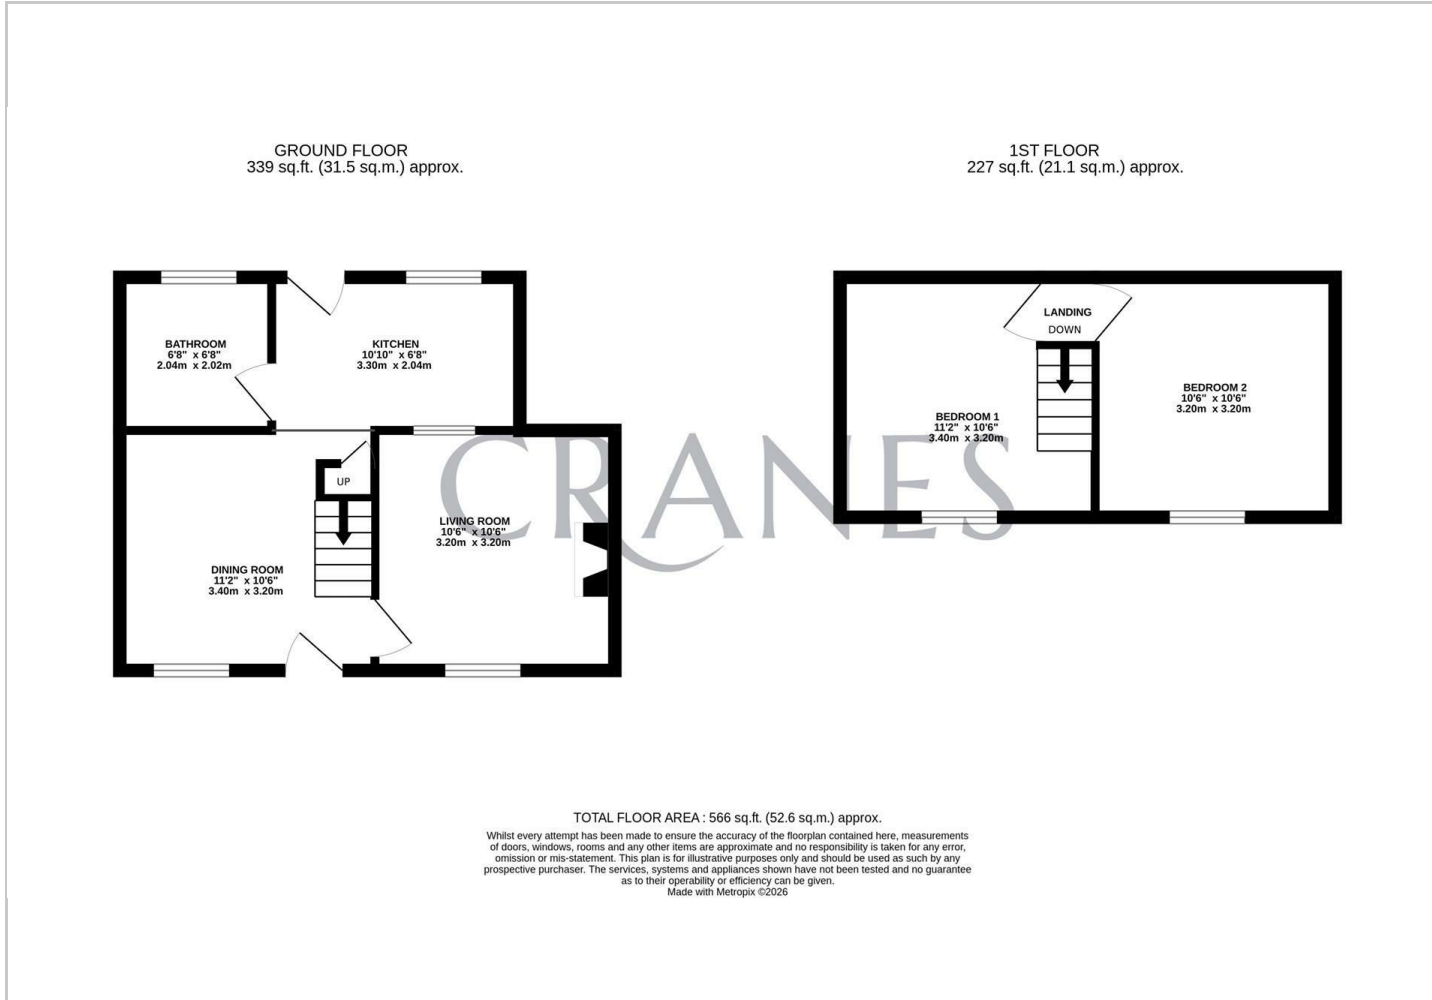 GROUND FLOOR
339 sq.ft. (31.5 sq.m.) approx.
1ST FLOOR
227 sq.ft. (21.1 sq.m.) approx.
BATHROOM
6'8" x 6'8"
2.04m x 2.02m
KITCHEN
10'10" x 6'8"
3.30m x 2.04m
UP
LIVING ROOM
10'6" x 10'6"
3.20m x 3.20m
DINING ROOM
11'2" x 10'6"
3.40m x 3.20m
LANDING
DOWN
BEDROOM 1
11'2" x 10'6"
3.40m x 3.20m
BEDROOM 2
10'6" x 10'6"
3.20m x 3.20m
CRANES
TOTAL FLOOR AREA : 566 sq.ft. (52.6 sq.m.) approx.
Whilst every attempt has been made to ensure the accuracy of the floorplan contained here, measurements
of doors, windows, rooms and any other items are approximate and no responsibility is taken for any error,
omission or mis-statement. This plan is for illustrative purposes only and should be used as such by any
prospective purchaser. The services, systems and appliances shown have not been tested and no guarantee
as to their operability or efficiency can be given.
Made with Metropix ©2026